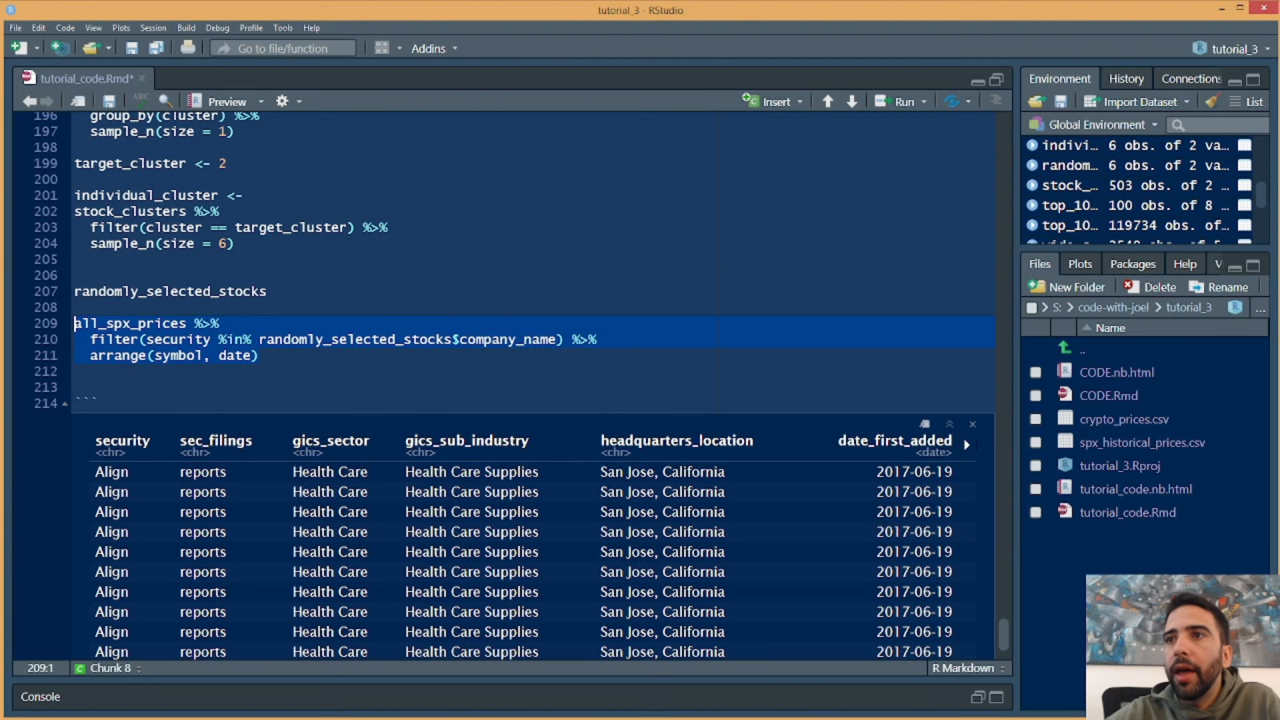 tutorial_3 - RStudio
File Edit Code View Plots Session Build Debug Profile Tools Help
Go to file/function Addins tutorial_3
tutorial_code.Rmd*
Preview Insert Run
196 group_by(cluster) %>%
197 sample_n(size = 1)
198
199 target_cluster <- 2
200
201 individual_cluster <-
202 stock_clusters %>%
203 filter(cluster == target_cluster) %>%
204 sample_n(size = 6)
205
206
207 randomly_selected_stocks
208
209 all_spx_prices %>%
210 filter(security %in% randomly_selected_stocks$company_name) %>%
211 arrange(symbol, date)
212
213
214 ```
security sec_filings gics_sector gics_sub_industry headquarters_location date_first_added
<chr> <chr> <chr> <chr> <chr> <date>
Align reports Health Care Health Care Supplies San Jose, California 2017-06-19
Align reports Health Care Health Care Supplies San Jose, California 2017-06-19
Align reports Health Care Health Care Supplies San Jose, California 2017-06-19
Align reports Health Care Health Care Supplies San Jose, California 2017-06-19
Align reports Health Care Health Care Supplies San Jose, California 2017-06-19
Align reports Health Care Health Care Supplies San Jose, California 2017-06-19
Align reports Health Care Health Care Supplies San Jose, California 2017-06-19
Align reports Health Care Health Care Supplies San Jose, California 2017-06-19
Align reports Health Care Health Care Supplies San Jose, California 2017-06-19
Align reports Health Care Health Care Supplies San Jose, California 2017-06-19
209:1 Chunk 8 R Markdown
Console
Environment History Connections
Import Dataset List
Global Environment
indivi... 6 obs. of 2 va...
random... 6 obs. of 2 va...
stock_... 503 obs. of 2 ...
top_10... 100 obs. of 8 ...
top_10... 119734 obs. of...
Files Plots Packages Help V
New Folder Delete Rename
S: code-with-joel tutorial_3 ...
Name
..
CODE.nb.html
CODE.Rmd
crypto_prices.csv
spx_historical_prices.csv
tutorial_3.Rproj
tutorial_code.nb.html
tutorial_code.Rmd